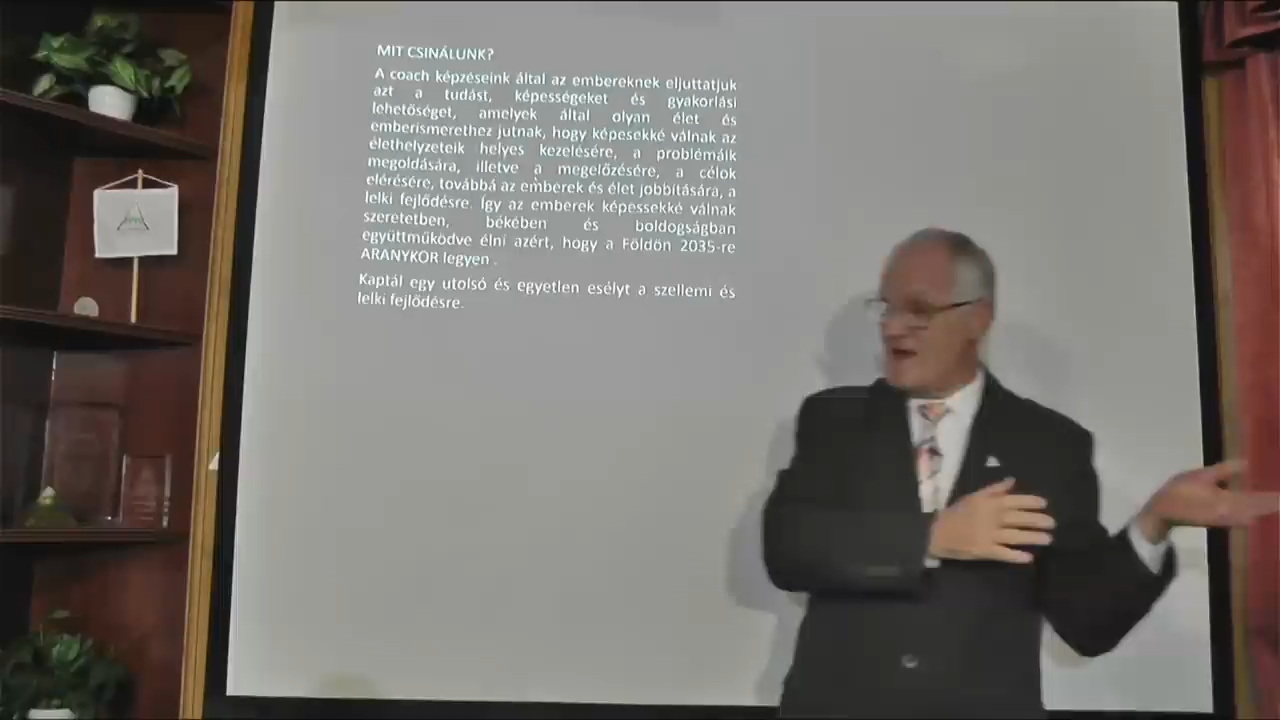 MIT CSINÁLUNK?
A coach képzéseink által az embereknek eljuttatjuk
azt a tudást, képességeket és gyakorlási
lehetőséget, amelyek által olyan élet és
emberismerethez jutnak, hogy képesekké válnak az
élethelyzeteik helyes kezelésére, a problémáik
megoldására, illetve a megelőzésére, a célok
elérésére, továbbá az emberek és élet jobbítására, a
lelki fejlődésre. Így az emberek képessekké válnak
szeretetben, békében és boldogságban
együttműködve élni azért, hogy a Földön 2035-re
ARANYKOR legyen .
Kaptál egy utolsó és egyetlen esélyt a szellemi és
lelki fejlődésre.